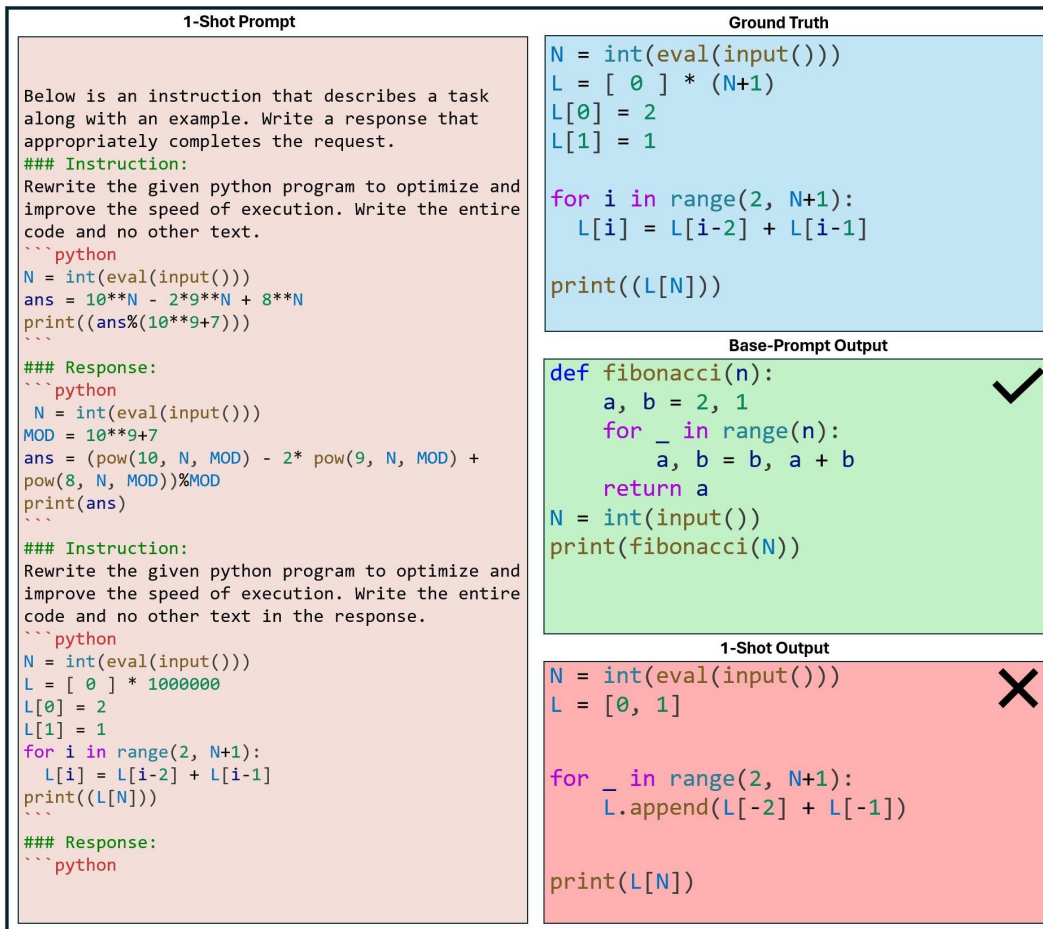 1-Shot Prompt
Below is an instruction that describes a task
along with an example. Write a response that
appropriately completes the request.
### Instruction:
Rewrite the given python program to optimize and
improve the speed of execution. Write the entire
code and no other text.
```python
N = int(eval(input()))
ans = 10**N - 2*9**N + 8**N
print((ans%(10**9+7)))
```
### Response:
```python
 N = int(eval(input()))
MOD = 10**9+7
ans = (pow(10, N, MOD) - 2* pow(9, N, MOD) +
pow(8, N, MOD))%MOD
print(ans)
```
### Instruction:
Rewrite the given python program to optimize and
improve the speed of execution. Write the entire
code and no other text in the response.
```python
N = int(eval(input()))
L = [ 0 ] * 1000000
L[0] = 2
L[1] = 1
for i in range(2, N+1):
  L[i] = L[i-2] + L[i-1]
print((L[N]))
```
### Response:
```python
Ground Truth
N = int(eval(input()))
L = [ 0 ] * (N+1)
L[0] = 2
L[1] = 1
for i in range(2, N+1):
  L[i] = L[i-2] + L[i-1]
print((L[N]))
Base-Prompt Output
def fibonacci(n):
    a, b = 2, 1
    for _ in range(n):
        a, b = b, a + b
    return a
N = int(input())
print(fibonacci(N))
1-Shot Output
N = int(eval(input()))
L = [0, 1]
for _ in range(2, N+1):
    L.append(L[-2] + L[-1])
print(L[N])